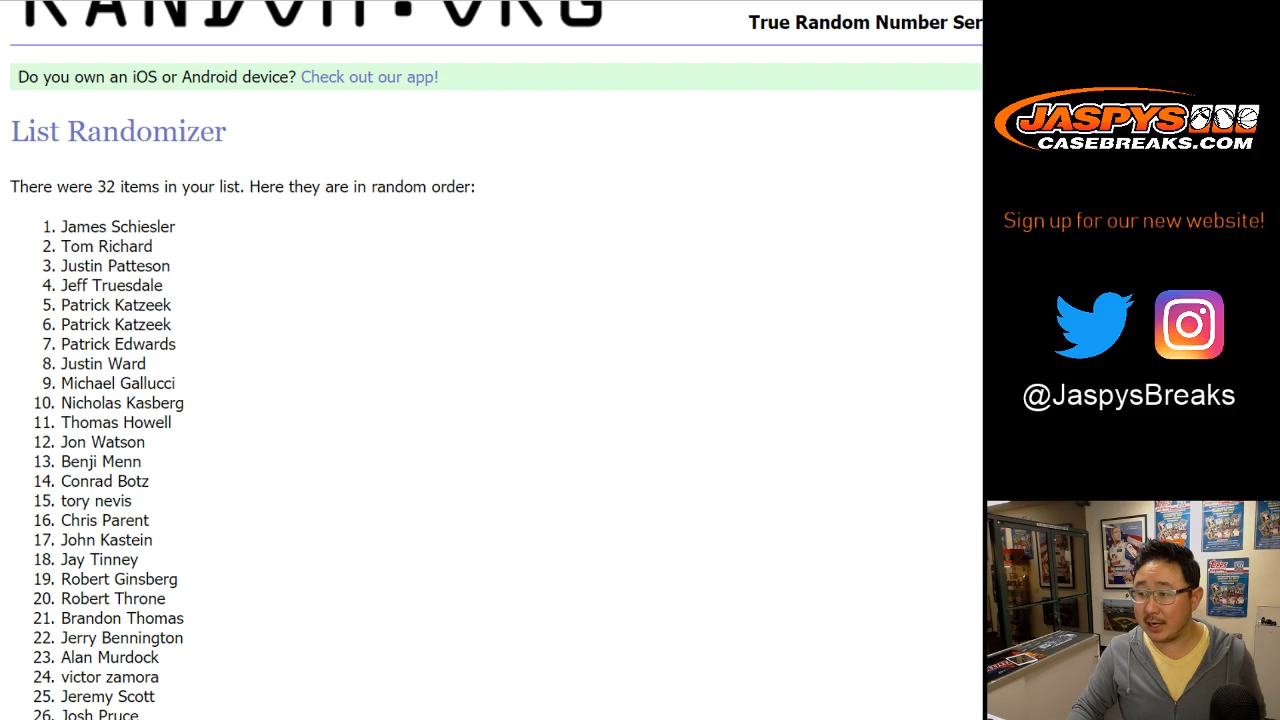 RANDOM.ORG
True Random Number Ser
Do you own an iOS or Android device? Check out our app!
List Randomizer
There were 32 items in your list. Here they are in random order:
1. James Schiesler
2. Tom Richard
3. Justin Patteson
4. Jeff Truesdale
5. Patrick Katzeek
6. Patrick Katzeek
7. Patrick Edwards
8. Justin Ward
9. Michael Gallucci
10. Nicholas Kasberg
11. Thomas Howell
12. Jon Watson
13. Benji Menn
14. Conrad Botz
15. tory nevis
16. Chris Parent
17. John Kastein
18. Jay Tinney
19. Robert Ginsberg
20. Robert Throne
21. Brandon Thomas
22. Jerry Bennington
23. Alan Murdock
24. victor zamora
25. Jeremy Scott
26. Josh Pruce
JASPYS
CASEBREAKS.COM
Sign up for our new website!
@JaspysBreaks